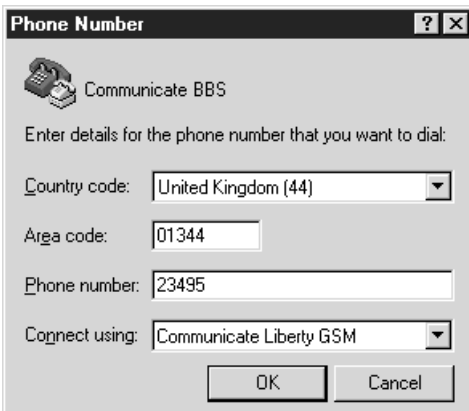 Phone Number
Communicate BBS
Enter details for the phone number that you want to dial:
Country code: United Kingdom (44)
Area code: 01344
Phone number: 23495
Connect using: Communicate Liberty GSM
OK Cancel